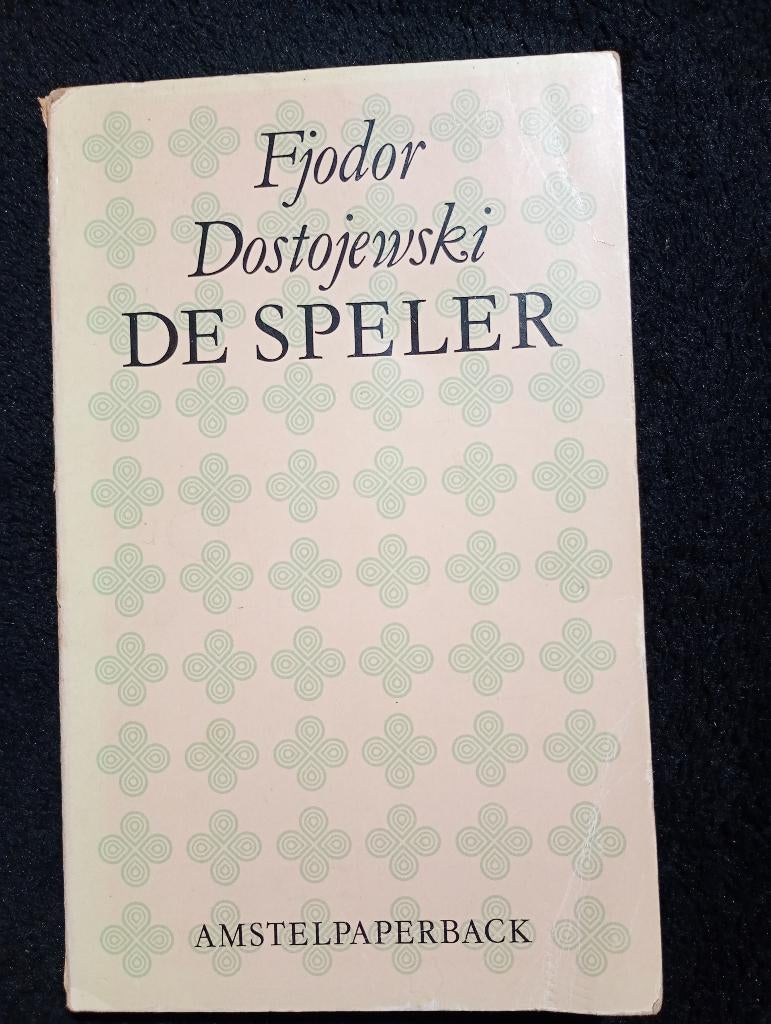 Fjodor
Dostojewski
DE SPELER
AMSTELPAPERBACK